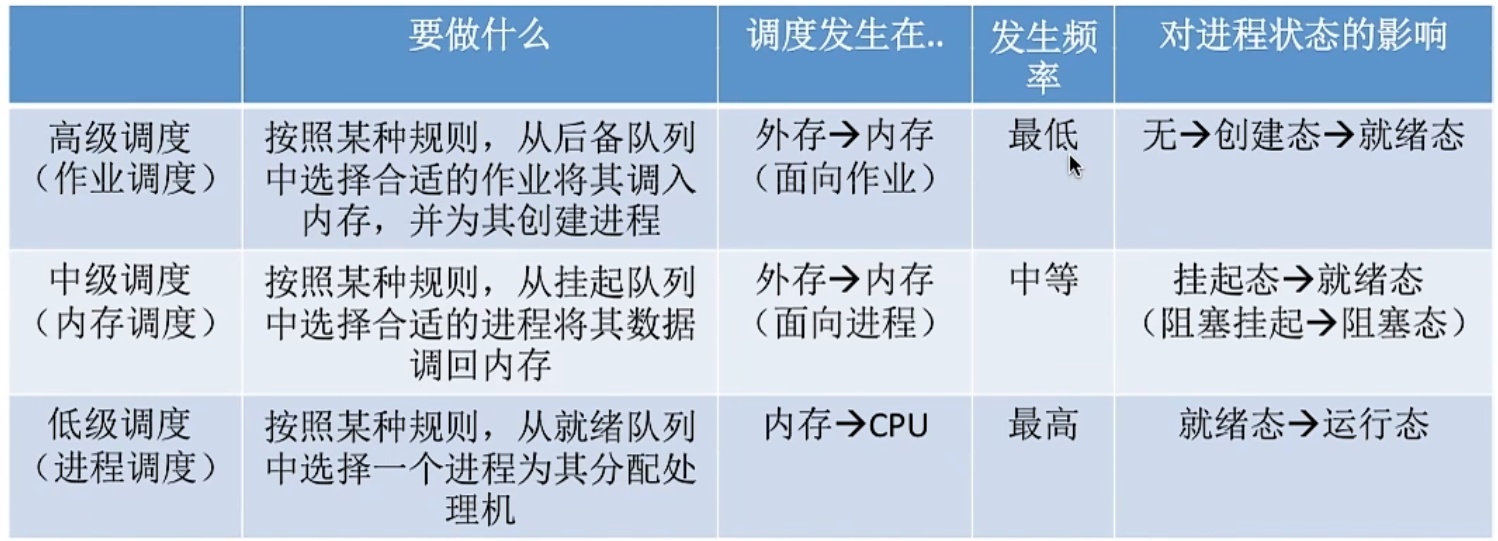 要做什么
调度发生在..
发生频
率
对进程状态的影响
高级调度
（作业调度）
按照某种规则，从后备队列
中选择合适的作业将其调入
内存，并为其创建进程
外存→内存
（面向作业）
最低
无→创建态→就绪态
中级调度
（内存调度）
按照某种规则，从挂起队列
中选择合适的进程将其数据
调回内存
外存→内存
（面向进程）
中等
挂起态→就绪态
（阻塞挂起→阻塞态）
低级调度
（进程调度）
按照某种规则，从就绪队列
中选择一个进程为其分配处
理机
内存→CPU
最高
就绪态→运行态